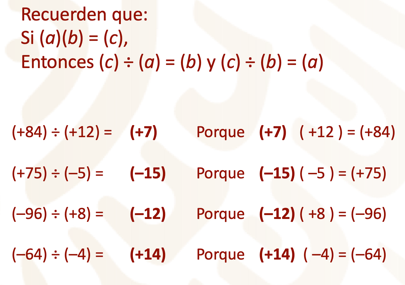 Recuerden que:
Si (a)(b) = (c),
Entonces (c) ÷ (a) = (b) y (c) ÷ (b) = (a)
(+84) ÷ (+12) = (+7) Porque (+7) ( +12 ) = (+84)
(+75) ÷ (–5) = (–15) Porque (–15) ( –5 ) = (+75)
(–96) ÷ (+8) = (–12) Porque (–12) ( +8 ) = (–96)
(–64) ÷ (–4) = (+14) Porque (+14) ( –4) = (–64)